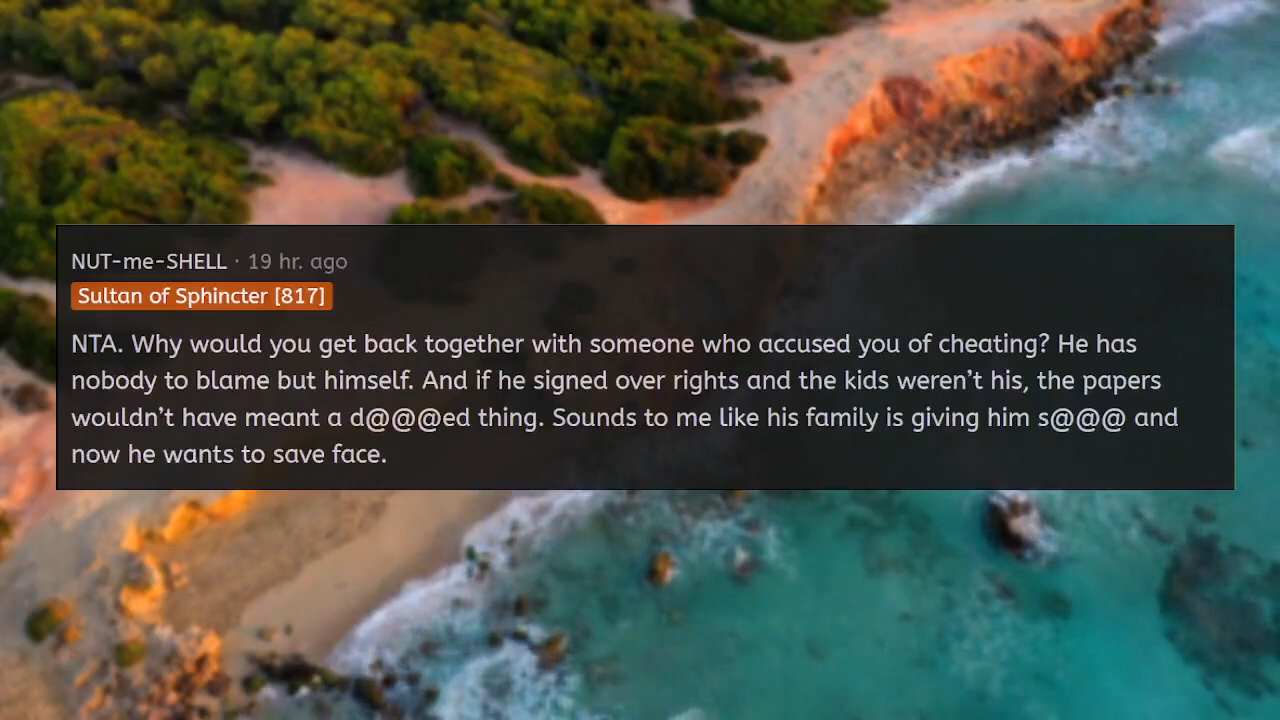 NUT-me-SHELL · 19 hr. ago
Sultan of Sphincter [817]
NTA. Why would you get back together with someone who accused you of cheating? He has
nobody to blame but himself. And if he signed over rights and the kids weren’t his, the papers
wouldn’t have meant a d@@@ed thing. Sounds to me like his family is giving him s@@@ and
now he wants to save face.